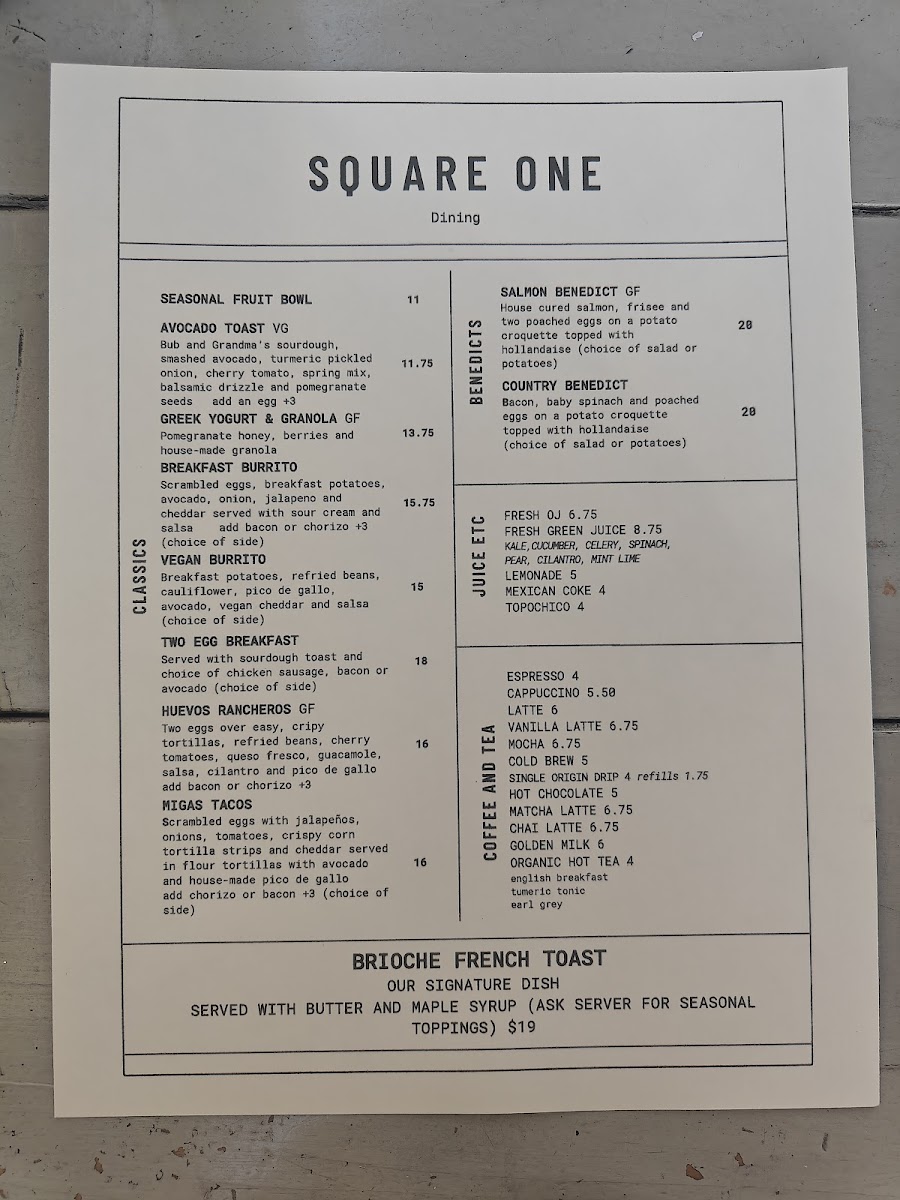 SQUARE ONE
Dining
CLASSICS
SEASONAL FRUIT BOWL 11
AVOCADO TOAST VG
Bub and Grandma's sourdough,
smashed avocado, turmeric pickled
onion, cherry tomato, spring mix, 11.75
balsamic drizzle and pomegranate
seeds add an egg +3
GREEK YOGURT & GRANOLA GF
Pomegranate honey, berries and 13.75
house-made granola
BREAKFAST BURRITO
Scrambled eggs, breakfast potatoes,
avocado, onion, jalapeno and 15.75
cheddar served with sour cream and
salsa add bacon or chorizo +3
(choice of side)
VEGAN BURRITO
Breakfast potatoes, refried beans,
cauliflower, pico de gallo, 15
avocado, vegan cheddar and salsa
(choice of side)
TWO EGG BREAKFAST
Served with sourdough toast and 18
choice of chicken sausage, bacon or
avocado (choice of side)
HUEVOS RANCHEROS GF
Two eggs over easy, cripy
tortillas, refried beans, cherry 16
tomatoes, queso fresco, guacamole,
salsa, cilantro and pico de gallo
add bacon or chorizo +3
MIGAS TACOS
Scrambled eggs with jalapeños,
onions, tomatoes, crispy corn
tortilla strips and cheddar served
in flour tortillas with avocado 16
and house-made pico de gallo
add chorizo or bacon +3 (choice of
side)
BENEDICTS
SALMON BENEDICT GF
House cured salmon, frisee and
two poached eggs on a potato 20
croquette topped with
hollandaise (choice of salad or
potatoes)
COUNTRY BENEDICT
Bacon, baby spinach and poached
eggs on a potato croquette 20
topped with hollandaise
(choice of salad or potatoes)
JUICE ETC
FRESH OJ 6.75
FRESH GREEN JUICE 8.75
KALE,CUCUMBER, CELERY, SPINACH,
PEAR, CILANTRO, MINT LIME
LEMONADE 5
MEXICAN COKE 4
TOPOCHICO 4
COFFEE AND TEA
ESPRESSO 4
CAPPUCCINO 5.50
LATTE 6
VANILLA LATTE 6.75
MOCHA 6.75
COLD BREW 5
SINGLE ORIGIN DRIP 4 refills 1.75
HOT CHOCOLATE 5
MATCHA LATTE 6.75
CHAI LATTE 6.75
GOLDEN MILK 6
ORGANIC HOT TEA 4
english breakfast
tumeric tonic
earl grey
BRIOCHE FRENCH TOAST
OUR SIGNATURE DISH
SERVED WITH BUTTER AND MAPLE SYRUP (ASK SERVER FOR SEASONAL
TOPPINGS) $19